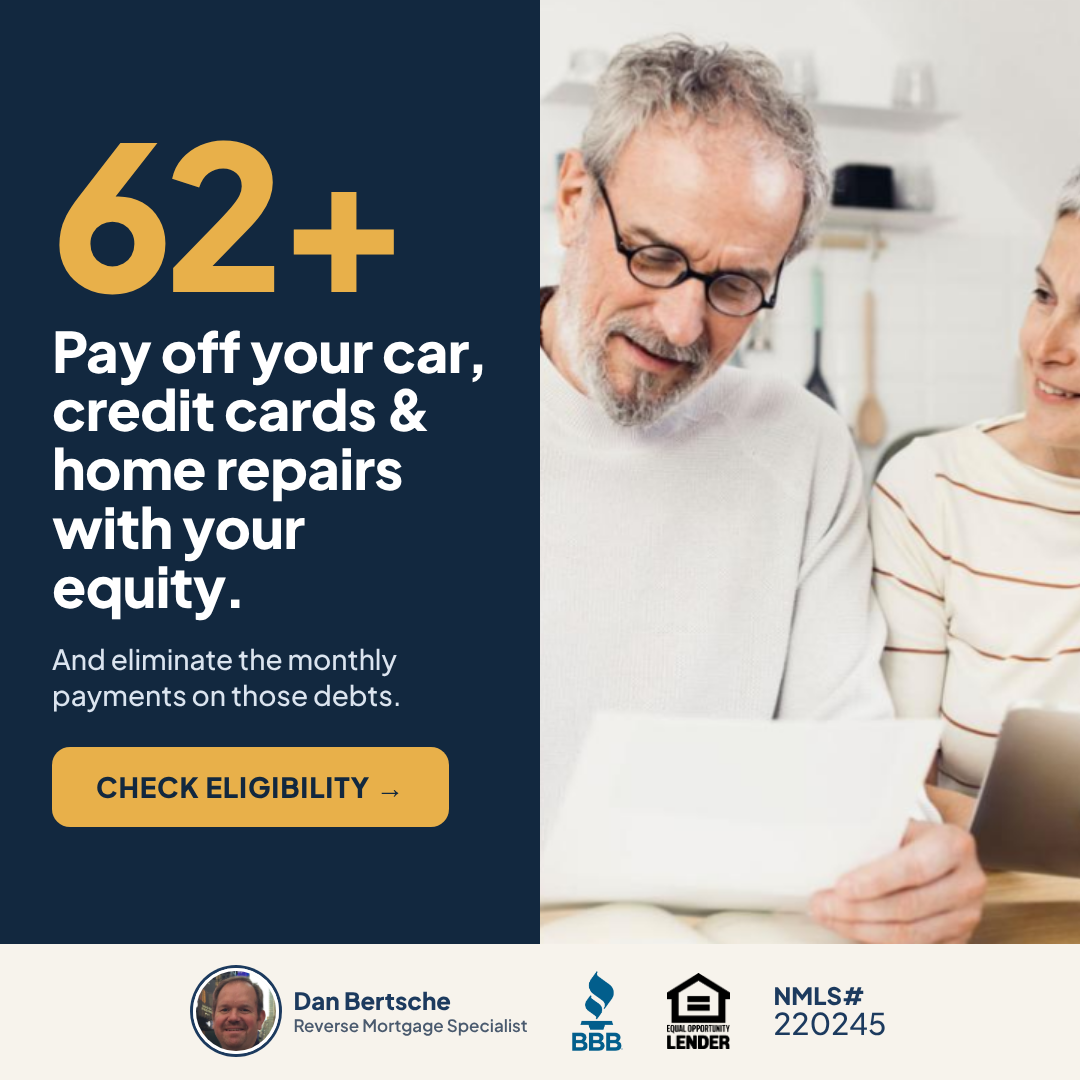 62+
Pay off your car,
credit cards &
home repairs
with your
equity.
And eliminate the monthly
payments on those debts.
CHECK ELIGIBILITY →
Dan Bertsche
Reverse Mortgage Specialist
BBB
EQUAL OPPORTUNITY
LENDER
NMLS#
220245